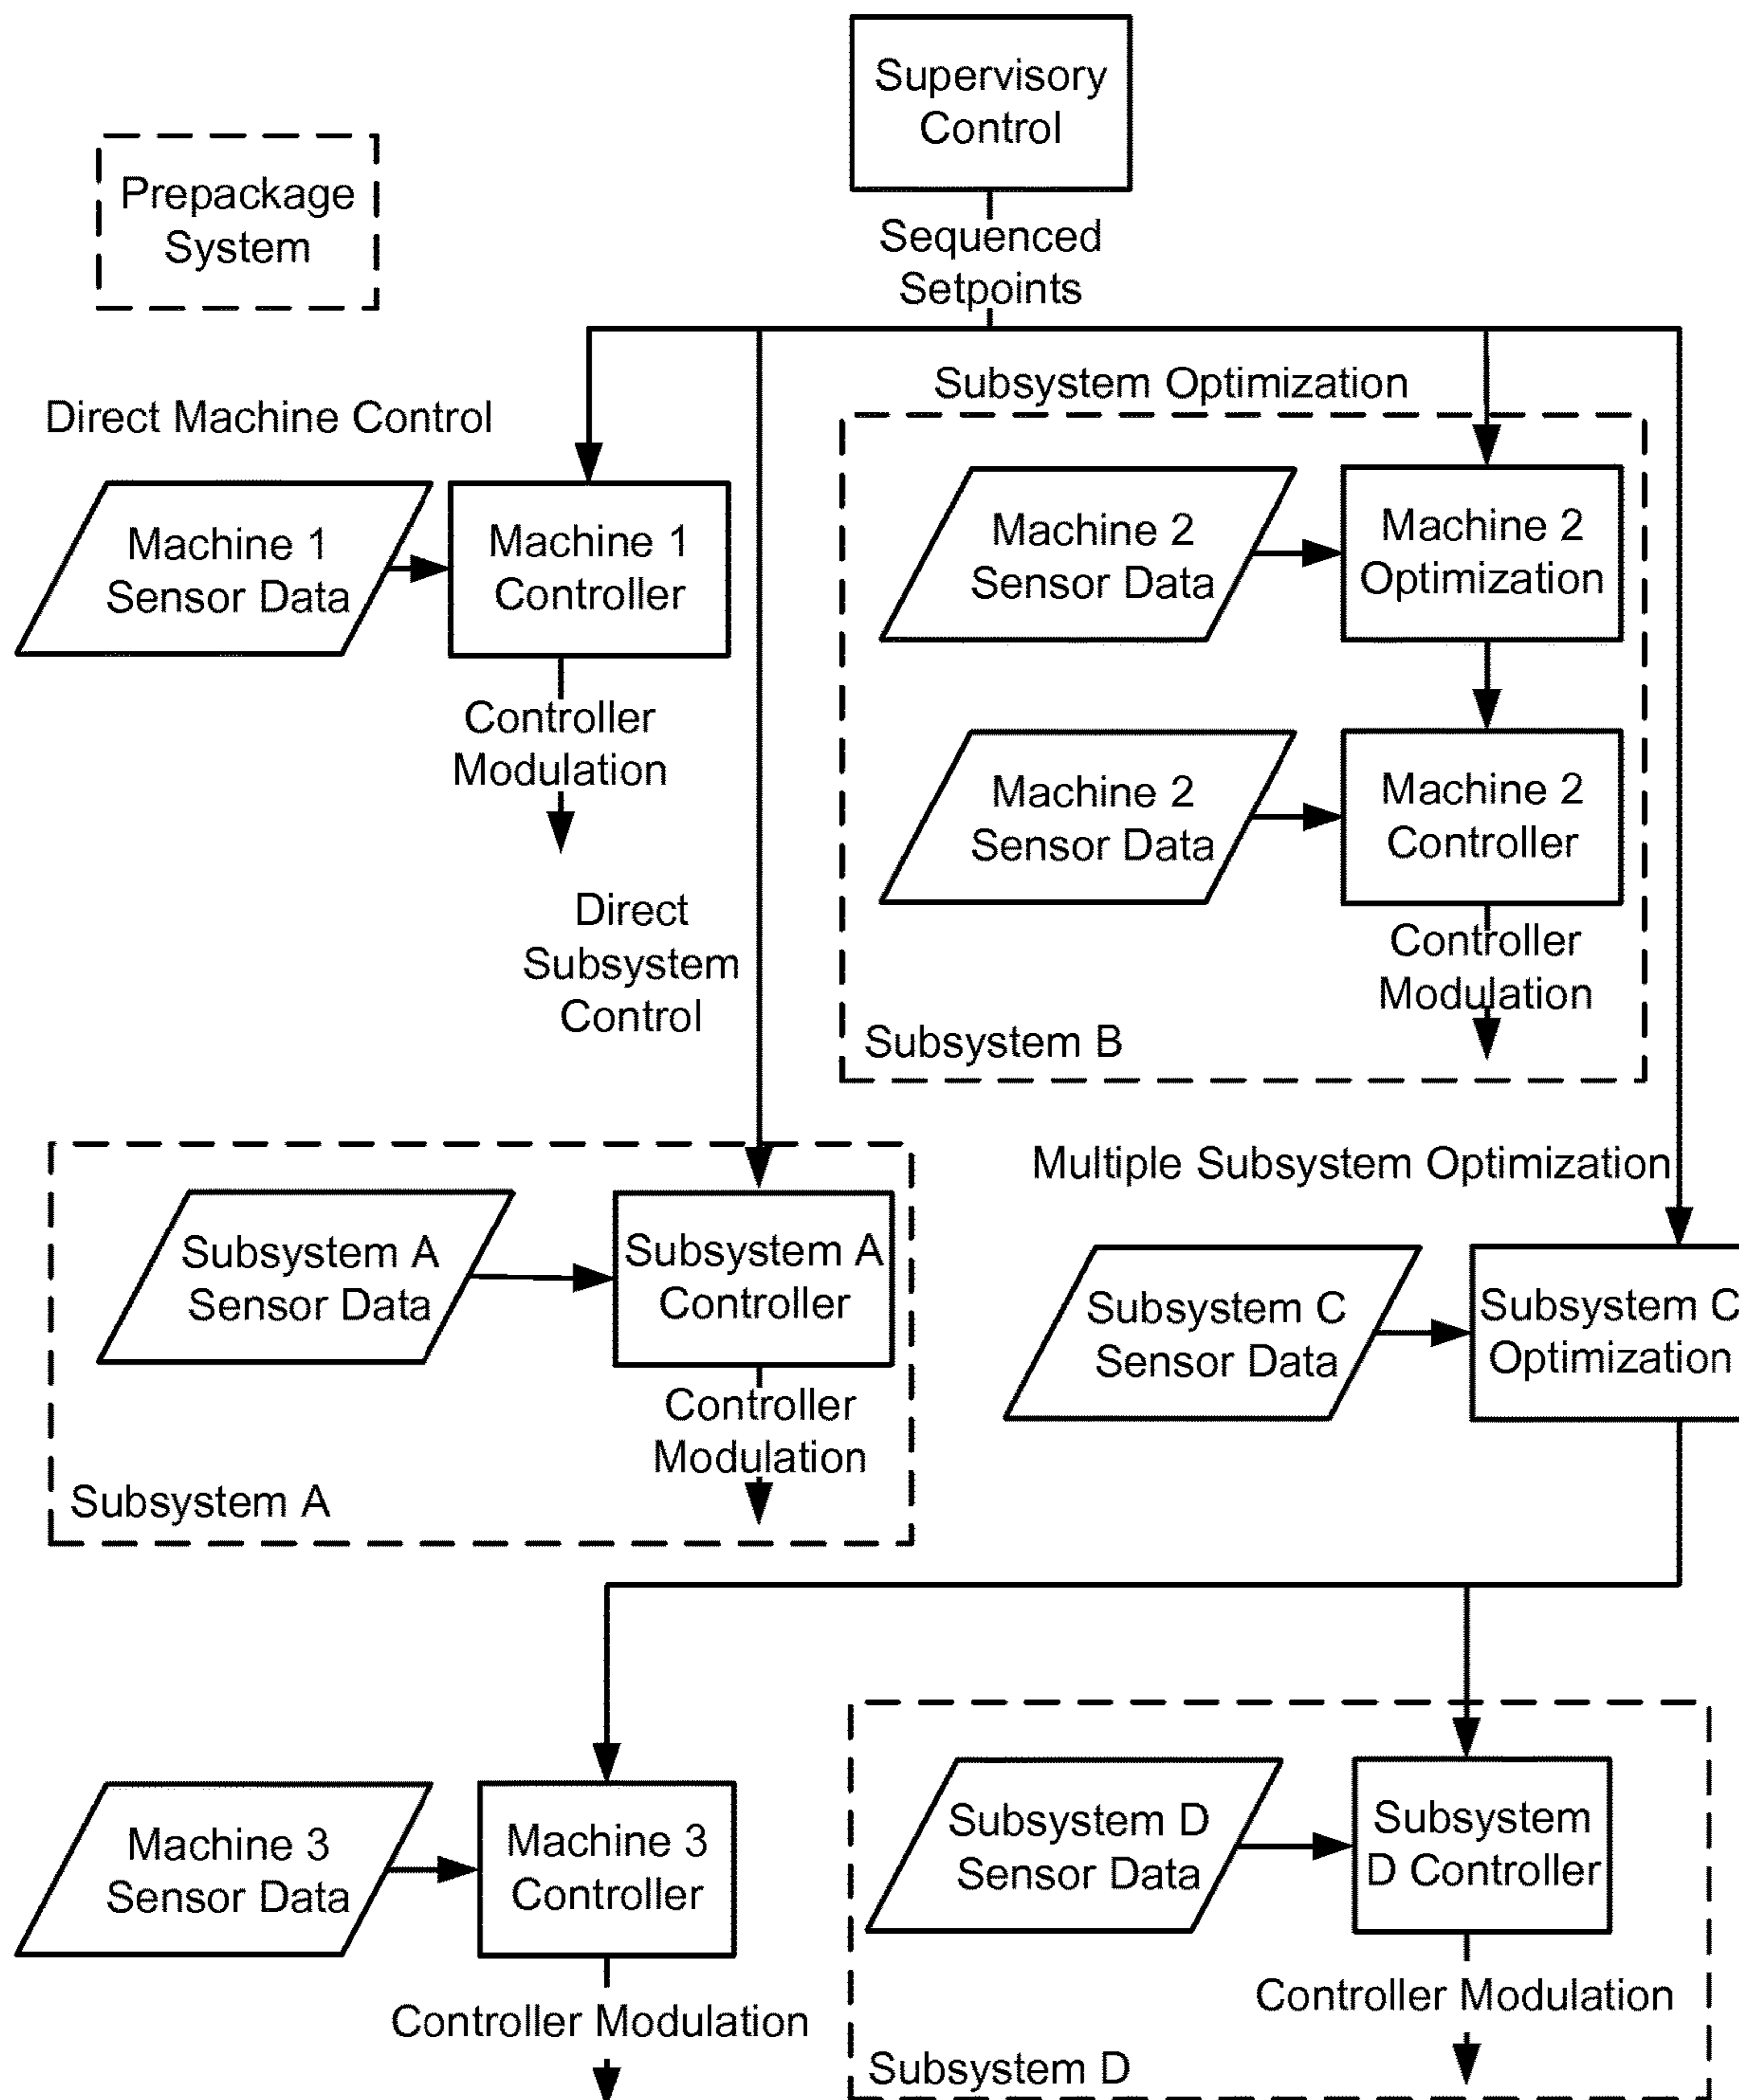 Supervisory
Control
Prepackage
System
Sequenced
Setpoints
Direct Machine Control
Machine 1
Sensor Data
Machine 1
Controller
Controller
Modulation
Subsystem Optimization
Machine 2
Sensor Data
Machine 2
Optimization
Machine 2
Sensor Data
Machine 2
Controller
Controller
Modulation
Subsystem B
Direct
Subsystem
Control
Subsystem A
Sensor Data
Subsystem A
Controller
Controller
Modulation
Subsystem A
Multiple Subsystem Optimization
Subsystem C
Sensor Data
Subsystem C
Optimization
Machine 3
Sensor Data
Machine 3
Controller
Controller Modulation
Subsystem D
Sensor Data
Subsystem
D Controller
Controller Modulation
Subsystem D